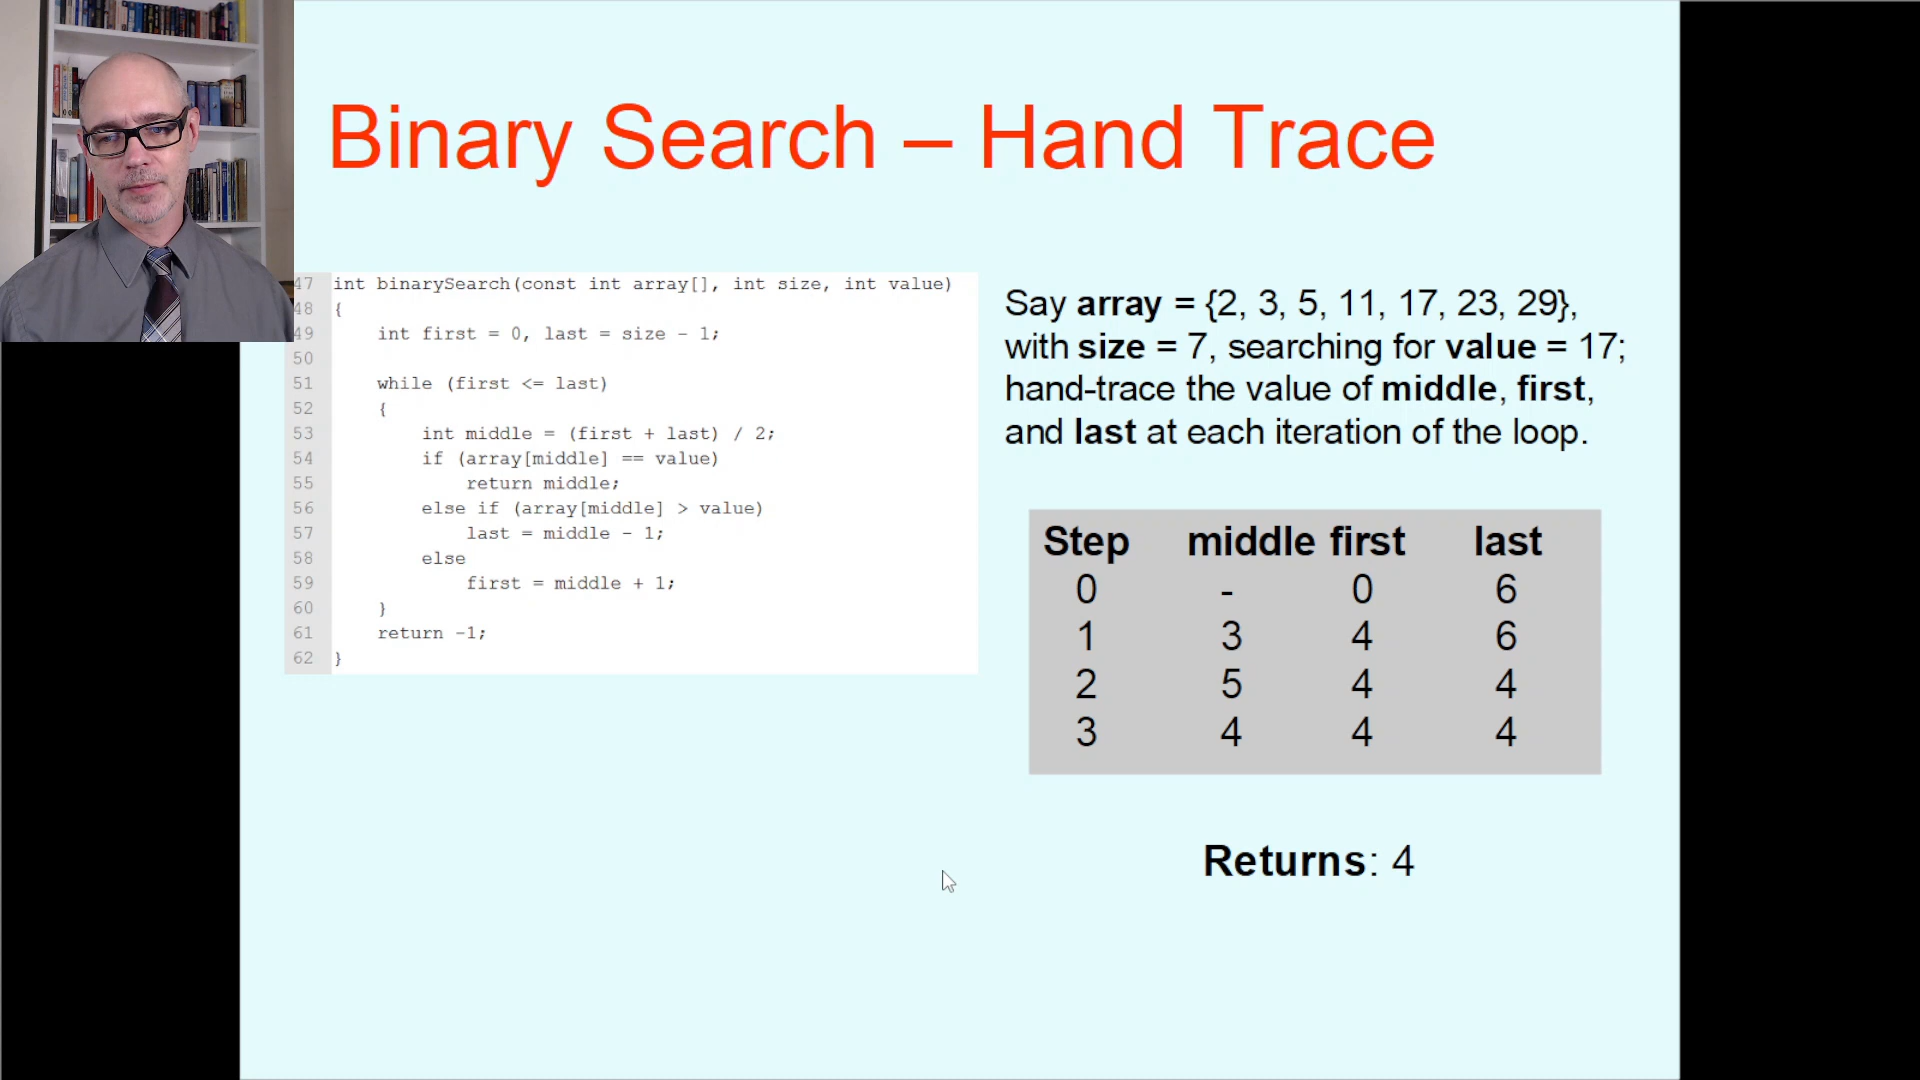 Binary Search – Hand Trace
47 int binarySearch(const int array[], int size, int value)
48 {
49     int first = 0, last = size - 1;
50
51     while (first <= last)
52     {
53         int middle = (first + last) / 2;
54         if (array[middle] == value)
55             return middle;
56         else if (array[middle] > value)
57             last = middle - 1;
58         else
59             first = middle + 1;
60     }
61     return -1;
62 }
Say array = {2, 3, 5, 11, 17, 23, 29},
with size = 7, searching for value = 17;
hand-trace the value of middle, first,
and last at each iteration of the loop.
Step middle first last
0 - 0 6
1 3 4 6
2 5 4 4
3 4 4 4
Returns: 4